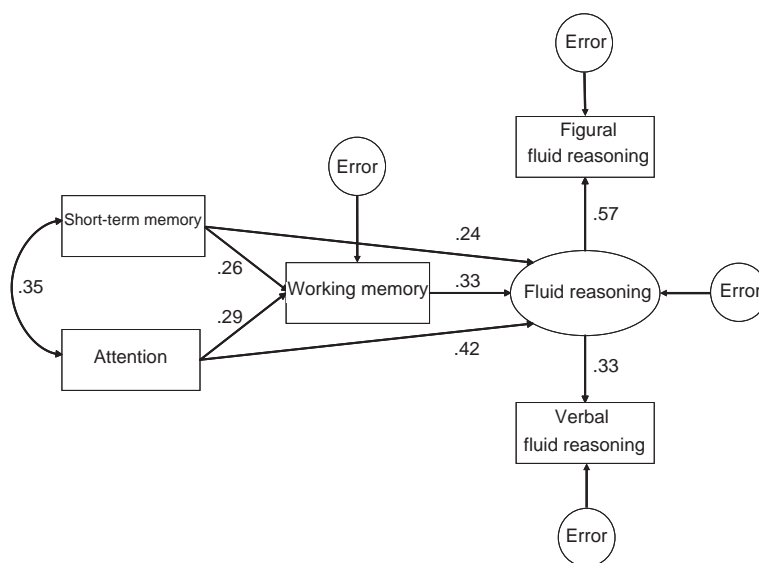 Error
Figural
fluid reasoning
Error
.57
Short-term memory
.24
.26
.35
Working memory
.33
Fluid reasoning
Error
.29
Attention
.42
.33
Verbal
fluid reasoning
Error